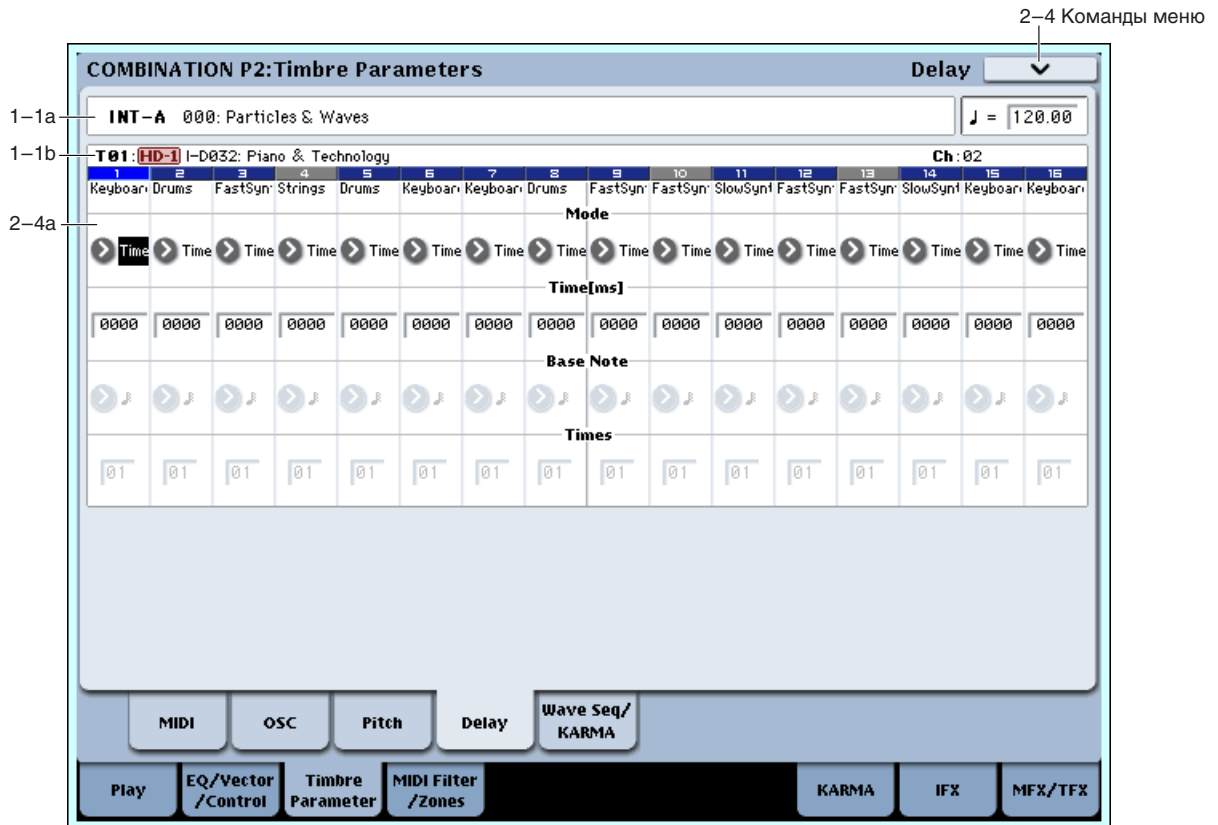 2–4 Команды меню
COMBINATION P2:Timbre Parameters Delay
1–1a
INT–A 000: Particles & Waves ♩ = 120.00
1–1b
T01:HD-1 I-D032: Piano & Technology Ch:02
1 2 3 4 5 6 7 8 9 10 11 12 13 14 15 16
Keyboar Drums FastSyn Strings Drums Keyboar Keyboar Drums FastSyn FastSyn SlowSynt FastSyn FastSyn SlowSynt Keyboar Keyboar
2–4a
Mode
Time Time Time Time Time Time Time Time Time Time Time Time Time Time Time Time
Time[ms]
0000 0000 0000 0000 0000 0000 0000 0000 0000 0000 0000 0000 0000 0000 0000 0000
Base Note
Times
01 01 01 01 01 01 01 01 01 01 01 01 01 01 01 01
MIDI OSC Pitch Delay Wave Seq/
KARMA
Play EQ/Vector
/Control Timbre
Parameter MIDI Filter
/Zones KARMA IFX MFX/TFX